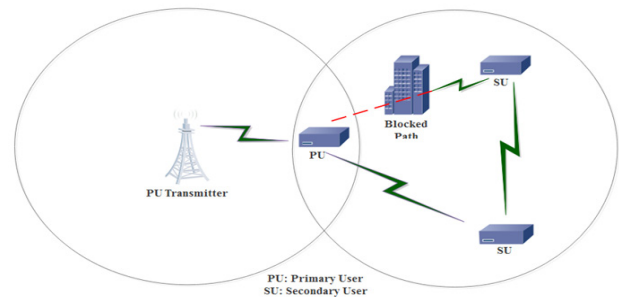 SU
Blocked
Path
PU
PU Transmitter
SU
PU: Primary User
SU: Secondary User